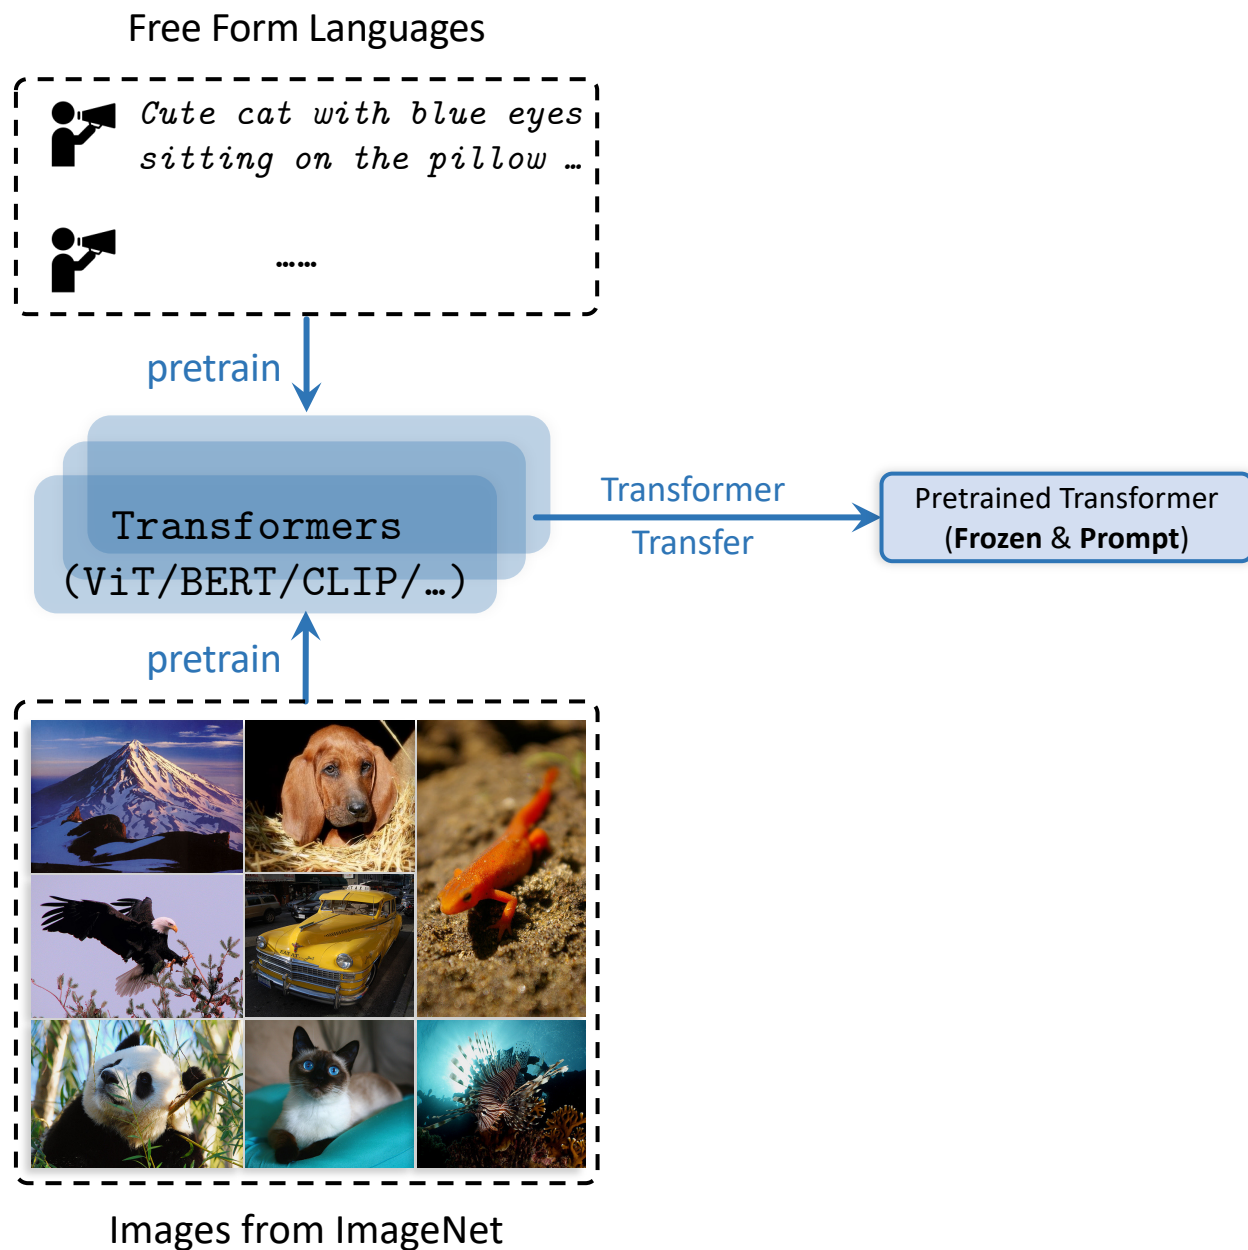 Free Form Languages
Cute cat with blue eyes
sitting on the pillow …
……
pretrain
Transformers
(ViT/BERT/CLIP/…)
Transformer
Transfer
Pretrained Transformer
(Frozen & Prompt)
pretrain
Images from ImageNet